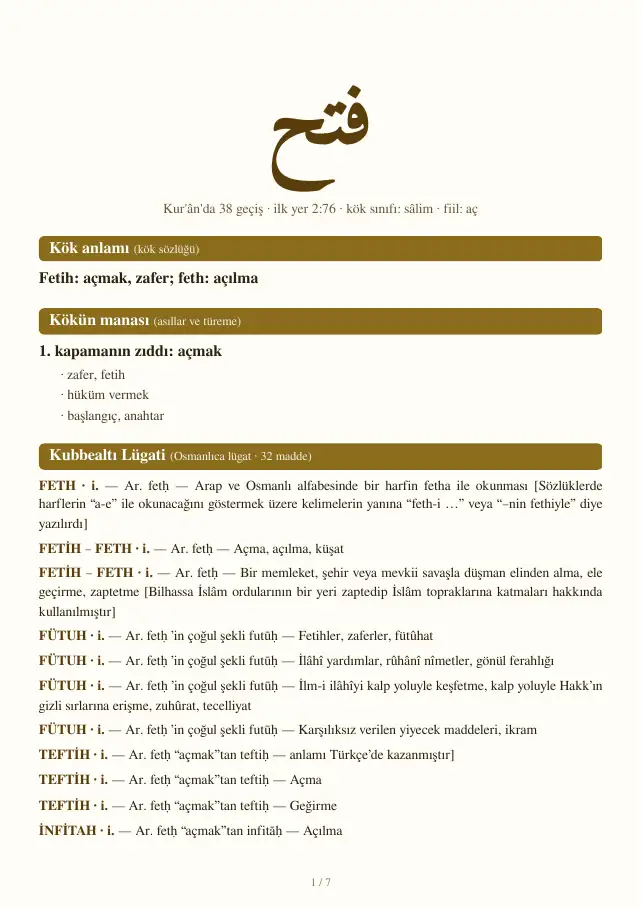 فتح
Kur'ân'da 38 geçiş · ilk yer 2:76 · kök sınıfı: sâlim · fiil: aç
Kök anlamı (kök sözlüğü)
Fetih: açmak, zafer; feth: açılma
Kökün manası (asıllar ve türeme)
1. kapamanın zıddı: açmak
· zafer, fetih
· hüküm vermek
· başlangıç, anahtar
Kubbealtı Lügati (Osmanlıca lügat · 32 madde)
FETH · i. — Ar. fetḥ — Arap ve Osmanlı alfabesinde bir harfin fetha ile okunması [Sözlüklerde
harflerin “a-e” ile okunacağını göstermek üzere kelimelerin yanına “feth-i …” veya “–nin fethiyle” diye
yazılırdı]
FETİH – FETH · i. — Ar. fetḥ — Açma, açılma, küşat
FETİH – FETH · i. — Ar. fetḥ — Bir memleket, şehir veya mevkii savaşla düşman elinden alma, ele
geçirme, zaptetme [Bilhassa İslâm ordularının bir yeri zaptedip İslâm topraklarına katmaları hakkında
kullanılmıştır]
FÜTUH · i. — Ar. fetḥ ’in çoğul şekli futūḥ — Fetihler, zaferler, fütûhat
FÜTUH · i. — Ar. fetḥ ’in çoğul şekli futūḥ — İlâhî yardımlar, rûhânî nîmetler, gönül ferahlığı
FÜTUH · i. — Ar. fetḥ ’in çoğul şekli futūḥ — İlm-i ilâhîyi kalp yoluyle keşfetme, kalp yoluyle Hakk’ın
gizli sırlarına erişme, zuhûrat, tecelliyat
FÜTUH · i. — Ar. fetḥ ’in çoğul şekli futūḥ — Karşılıksız verilen yiyecek maddeleri, ikram
TEFTİH · i. — Ar. fetḥ “açmak”tan teftiḥ — anlamı Türkçe’de kazanmıştır]
TEFTİH · i. — Ar. fetḥ “açmak”tan teftiḥ — Açma
TEFTİH · i. — Ar. fetḥ “açmak”tan teftiḥ — Geğirme
İNFİTAH · i. — Ar. fetḥ “açmak”tan infitāḥ — Açılma
1 / 7